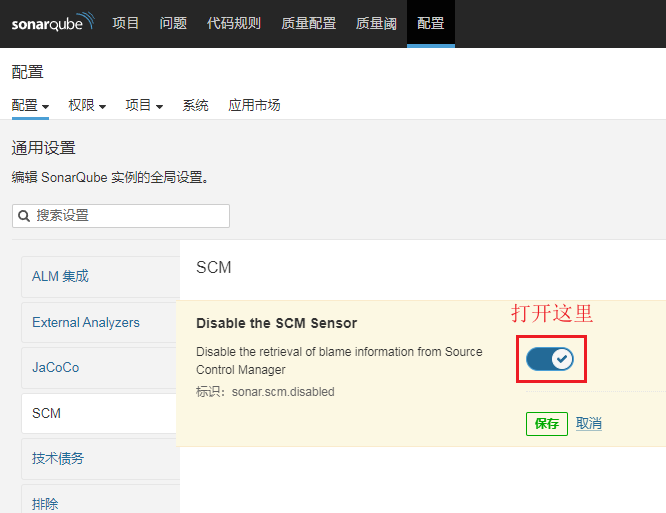 sonarqube 项目 问题 代码规则 质量配置 质量阈 配置
配置
配置 权限 项目 系统 应用市场
通用设置
编辑 SonarQube 实例的全局设置。
搜索设置
ALM 集成
External Analyzers
JaCoCo
SCM
技术债务
排除
SCM
打开这里
Disable the SCM Sensor
Disable the retrieval of blame information from Source
Control Manager
标识：sonar.scm.disabled
保存 取消